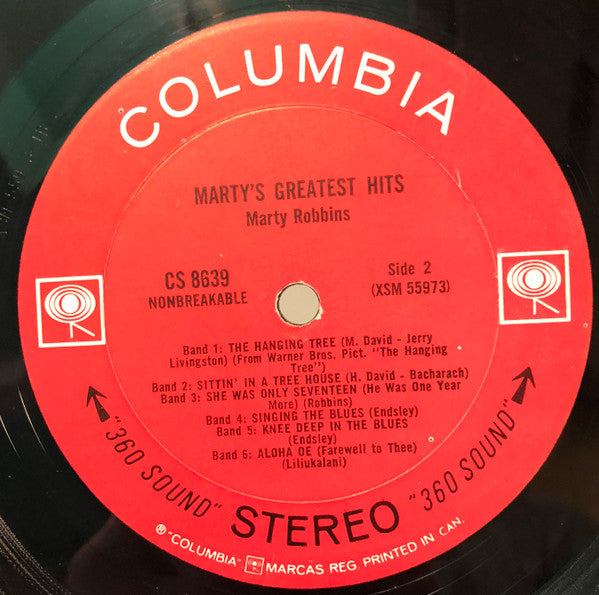 COLUMBIA
MARTY'S GREATEST HITS
Marty Robbins
CS 8639
NONBREAKABLE
Side 2
(XSM 55973)
Band 1: THE HANGING TREE (M. David - Jerry
Livingston) (From Warner Bros. Pict. "The Hanging
Tree")
Band 2: SITTIN' IN A TREE HOUSE (H. David - Bacharach)
Band 3: SHE WAS ONLY SEVENTEEN (He Was One Year
More) (Robbins)
Band 4: SINGING THE BLUES (Endsley)
Band 5: KNEE DEEP IN THE BLUES
(Endsley)
Band 6: ALOHA OE (Farewell to Thee)
(Liliukalani)
"360 SOUND" STEREO "360 SOUND"
® "COLUMBIA" MARCAS REG. PRINTED IN CAN.